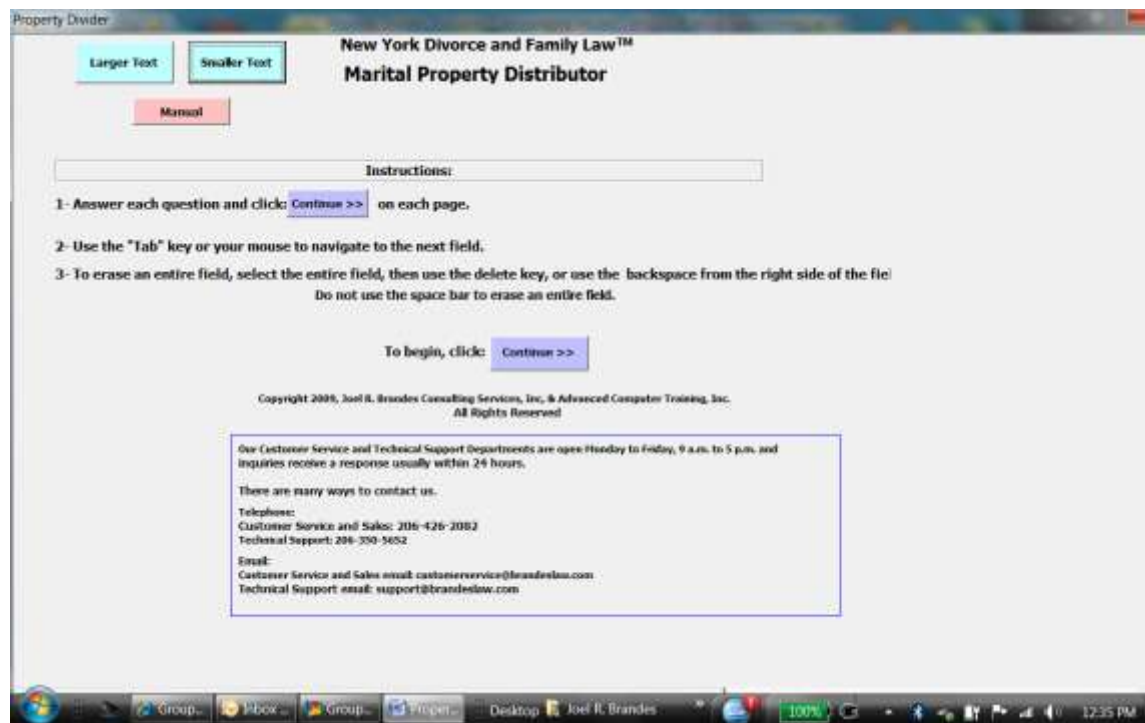 Property Divider
Larger Text
Smaller Text
New York Divorce and Family Law™
Marital Property Distributor
Manual
Instructions:
1- Answer each question and click: Continue >> on each page.
2- Use the "Tab" key or your mouse to navigate to the next field.
3- To erase an entire field, select the entire field, then use the delete key, or use the backspace from the right side of the fie
Do not use the space bar to erase an entire field.
To begin, click: Continue >>
Copyright 2009, Joel R. Brandes Consulting Services, Inc, & Advanced Computer Training, Inc.
All Rights Reserved
Our Customer Service and Technical Support Departments are open Monday to Friday, 9 a.m. to 5 p.m. and
inquiries receive a response usually within 24 hours.
There are many ways to contact us.
Telephone:
Customer Service and Sales: 206-426-2082
Technical Support: 206-350-5652
Email:
Customer Service and Sales email: customerservice@brandeslaw.com
Technical Support email: support@brandeslaw.com
Group... Inbox... Group... Proper... Desktop Joel R. Brandes 100% 12:35 PM